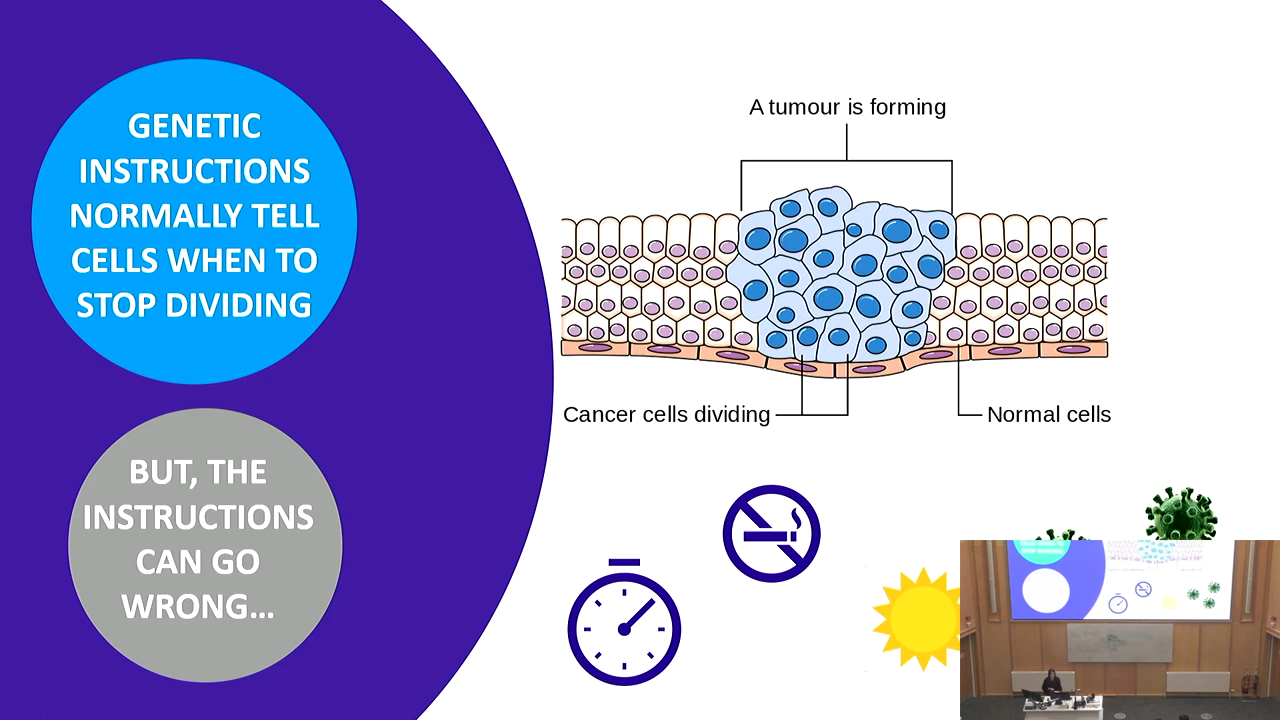 GENETIC
INSTRUCTIONS
NORMALLY TELL
CELLS WHEN TO
STOP DIVIDING
BUT, THE
INSTRUCTIONS
CAN GO
WRONG...
A tumour is forming
Cancer cells dividing
Normal cells